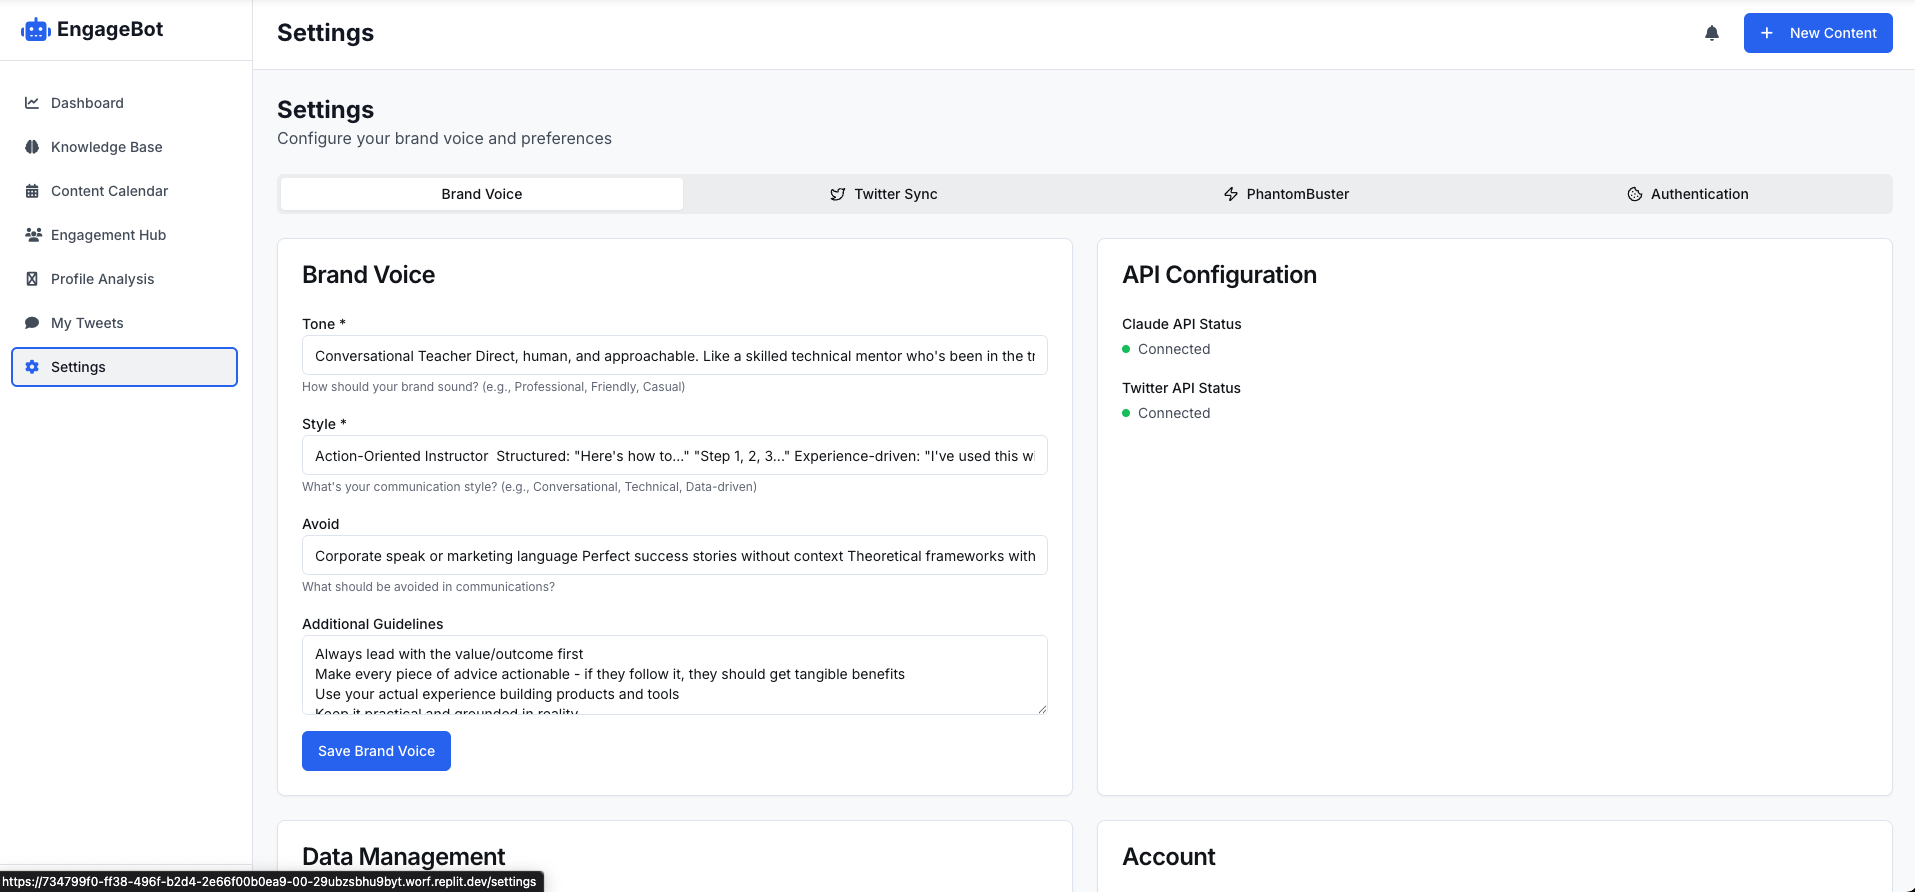 EngageBot
Settings
New Content
Dashboard
Knowledge Base
Content Calendar
Engagement Hub
Profile Analysis
My Tweets
Settings
Settings
Configure your brand voice and preferences
Brand Voice
Twitter Sync
PhantomBuster
Authentication
Brand Voice
Tone *
Conversational Teacher Direct, human, and approachable. Like a skilled technical mentor who's been in the
How should your brand sound? (e.g., Professional, Friendly, Casual)
Style *
Action-Oriented Instructor  Structured: "Here's how to..." "Step 1, 2, 3..." Experience-driven: "I've used this
What's your communication style? (e.g., Conversational, Technical, Data-driven)
Avoid
Corporate speak or marketing language Perfect success stories without context Theoretical frameworks with
What should be avoided in communications?
Additional Guidelines
Always lead with the value/outcome first
Make every piece of advice actionable - if they follow it, they should get tangible benefits
Use your actual experience building products and tools
Keep it practical and grounded in reality
Save Brand Voice
API Configuration
Claude API Status
Connected
Twitter API Status
Connected
Data Management
Account
https://734799f0-ff38-496f-b2d4-2e66f00b0ea9-00-29ubzsbhu9byt.worf.replit.dev/settings